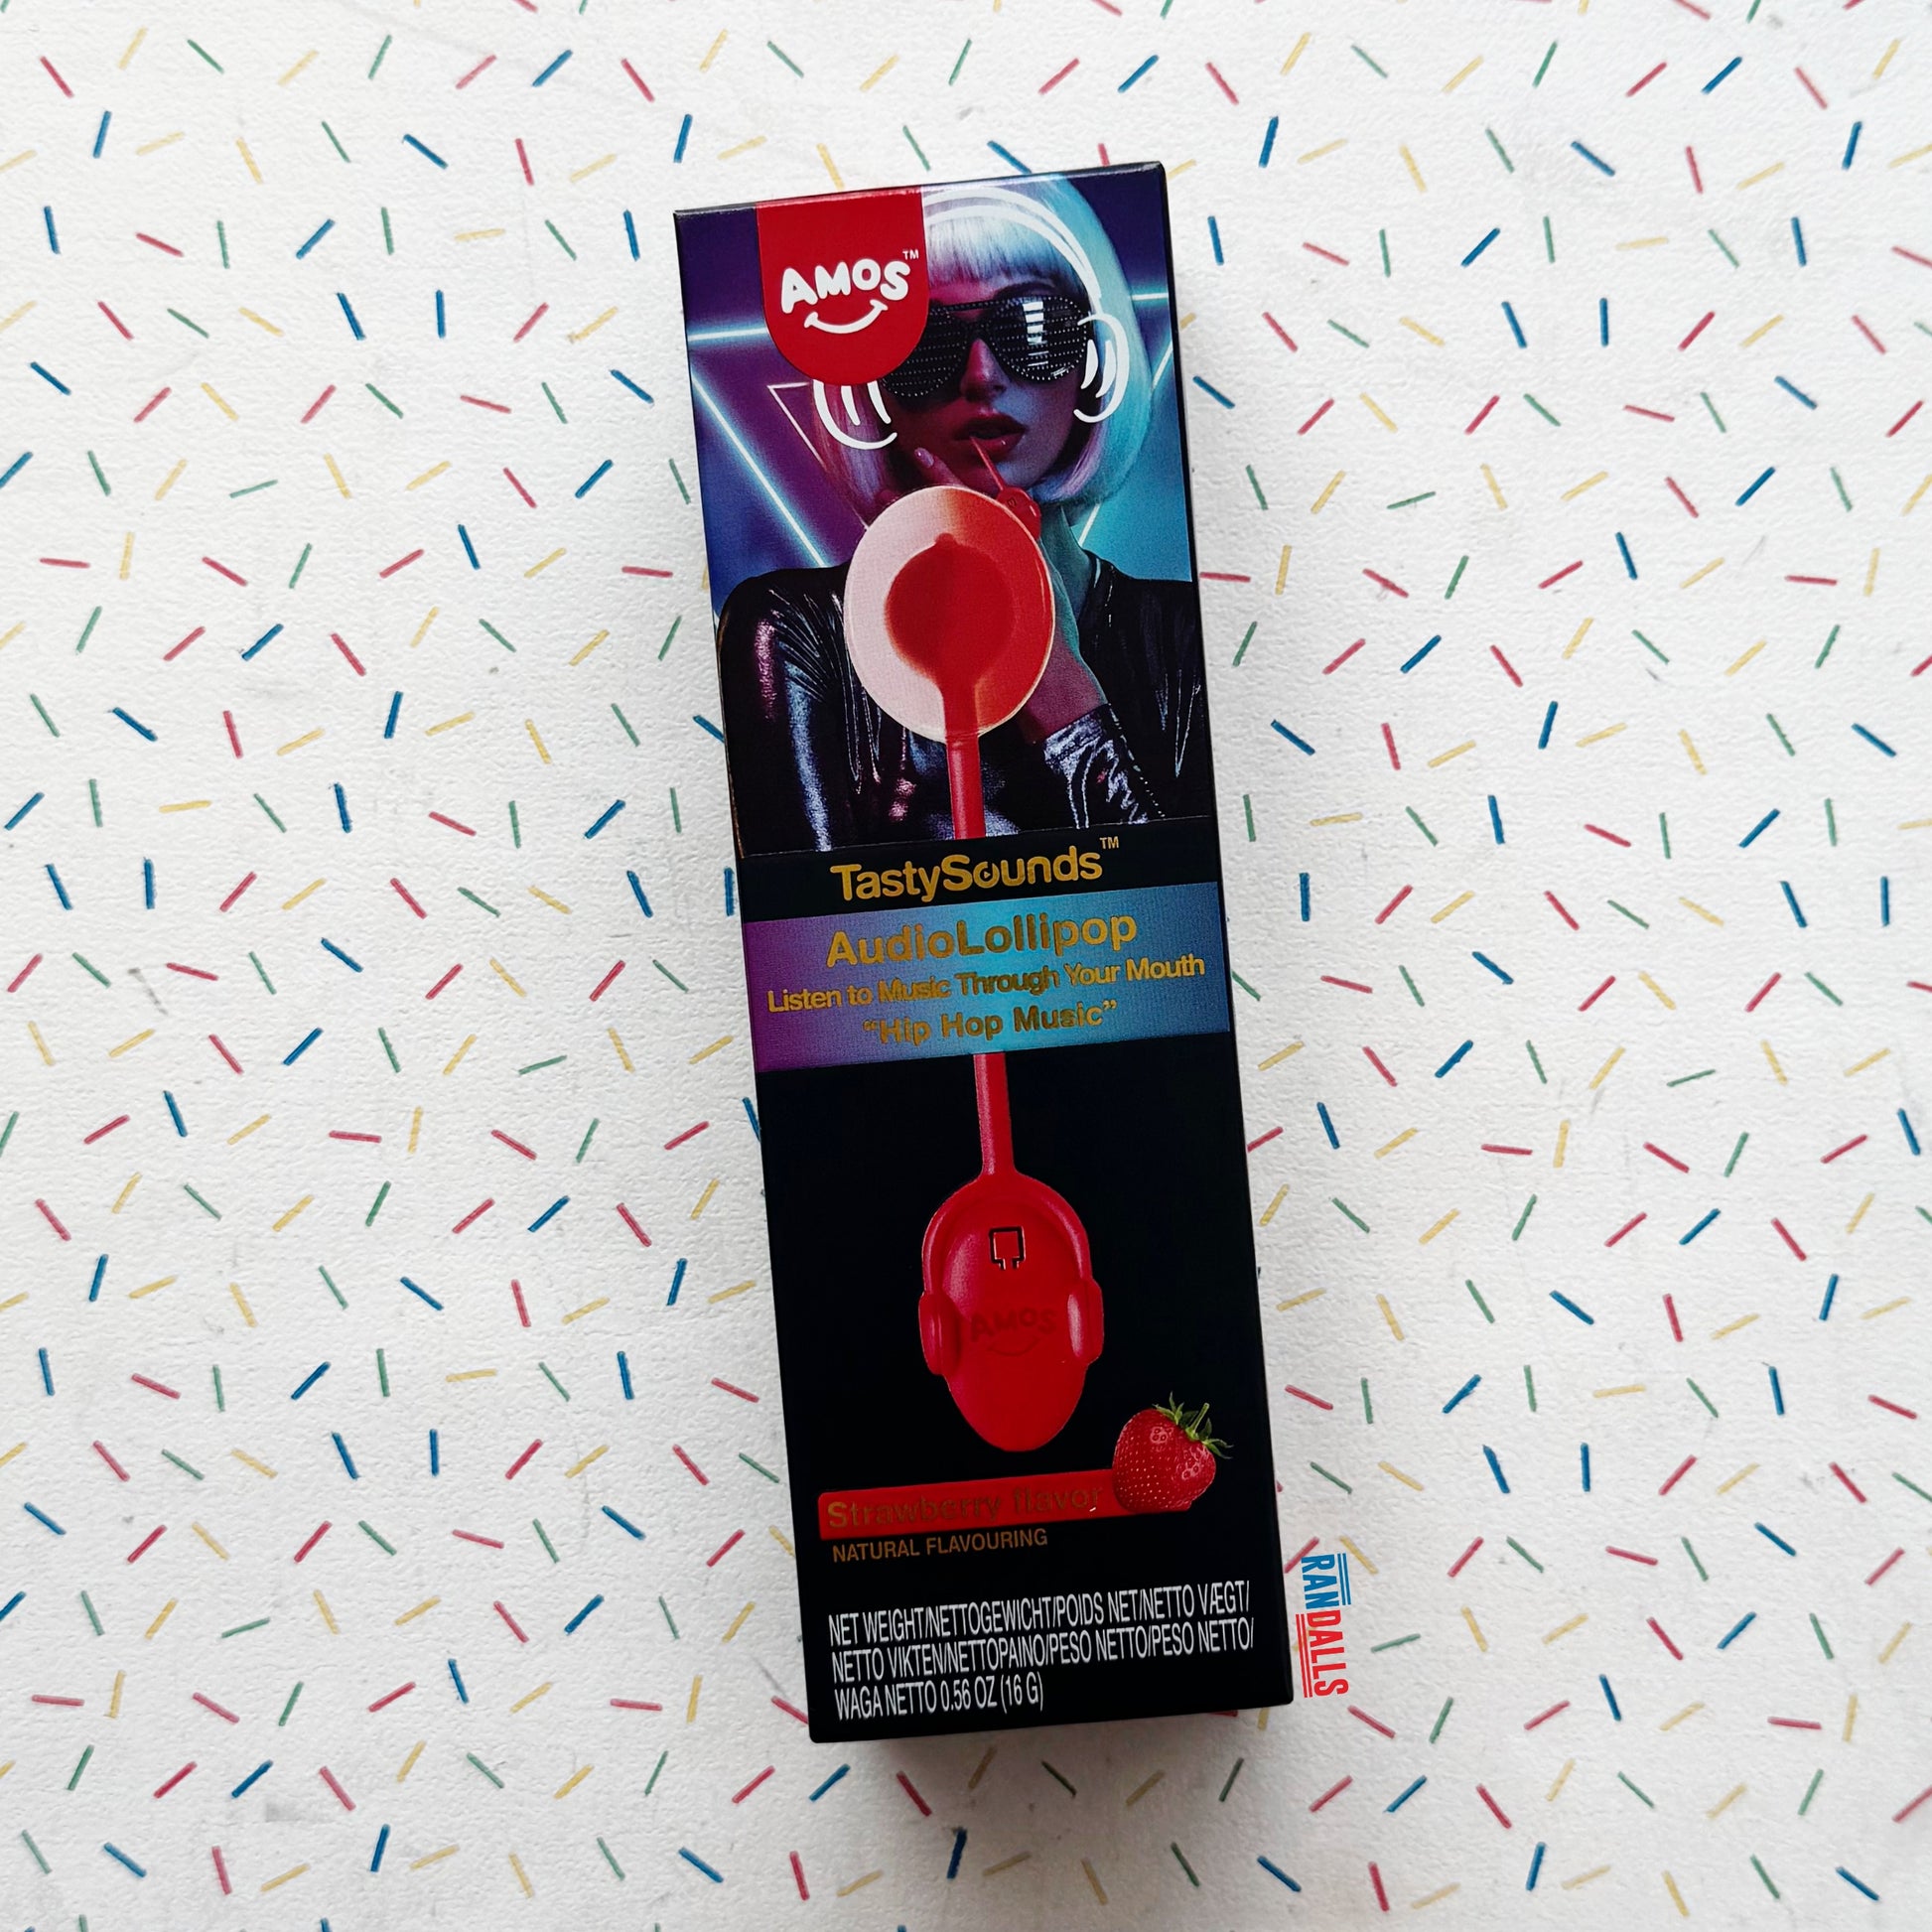 AMOS™
TastySounds™
AudioLollipop
Listen to Music Through Your Mouth
“Hip Hop Music”
AMOS
Strawberry flavor
NATURAL FLAVOURING
NET WEIGHT/NETTOGEWICHT/POIDS NET/NETTO VÆGT/
NETTO VIKTEN/NETTOPAINO/PESO NETTO/PESO NETTO/
WAGA NETTO 0.56 OZ (16 G)
RANDALLS